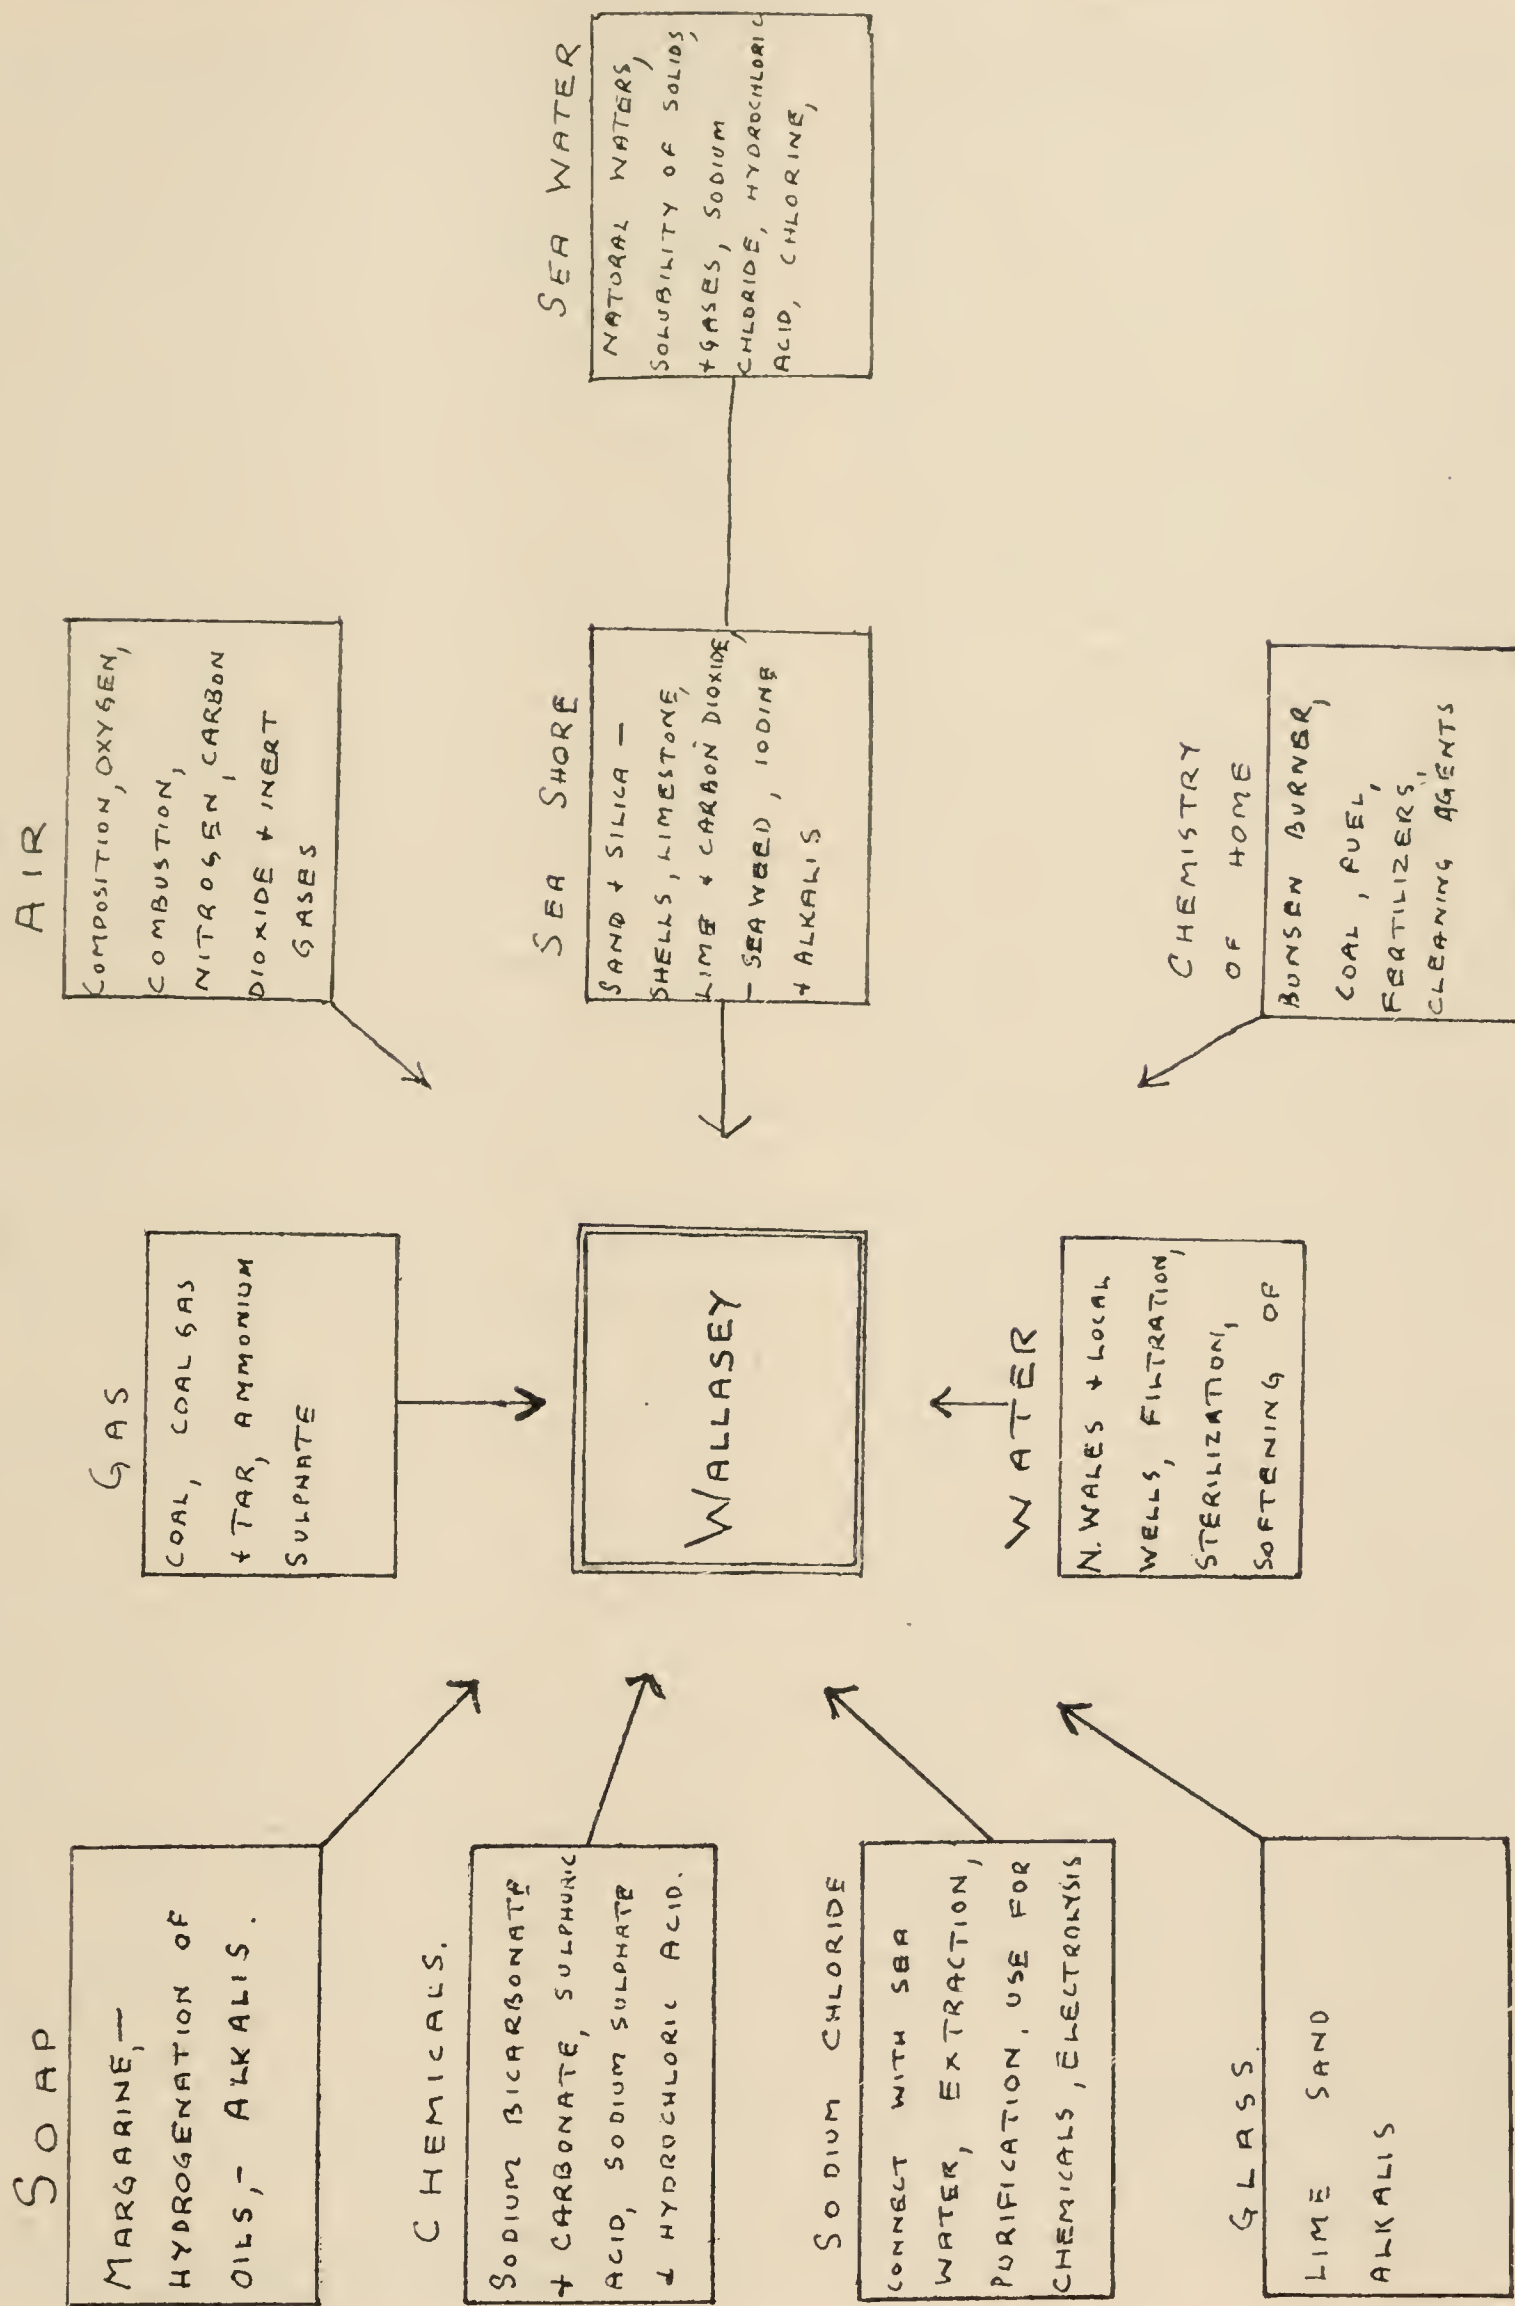 SOAP
MARGARINE,—
HYDROGENATION OF
OILS,- ALKALIS.
GAS
COAL, COAL GAS
+ TAR, AMMONIUM
SULPHATE
AIR
COMPOSITION, OXYGEN,
COMBUSTION,
NITROGEN, CARBON
DIOXIDE + INERT
GASES
CHEMICALS.
SODIUM BICARBONATE
+ CARBONATE, SULPHURIC
ACID, SODIUM SULPHATE
+ HYDROCHLORIC ACID.
WALLASEY
SEA SHORE
SAND + SILICA —
SHELLS, LIMESTONE,
LIME + CARBON DIOXIDE,
- SEAWEED, IODINE
+ ALKALIS
SEA WATER
NATURAL WATERS,
SOLUBILITY OF SOLIDS,
+ GASES, SODIUM
CHLORIDE, HYDROCHLORIC
ACID, CHLORINE,
SODIUM CHLORIDE
CONNECT WITH SEA
WATER, EXTRACTION,
PURIFICATION, USE FOR
CHEMICALS, ELECTROLYSIS
WATER
N. WALES + LOCAL
WELLS, FILTRATION,
STERILIZATION,
SOFTENING OF
CHEMISTRY
OF HOME
BUNSEN BURNER,
COAL, FUEL,
FERTILIZERS,
CLEANING AGENTS
GLASS.
LIME SAND
ALKALIS